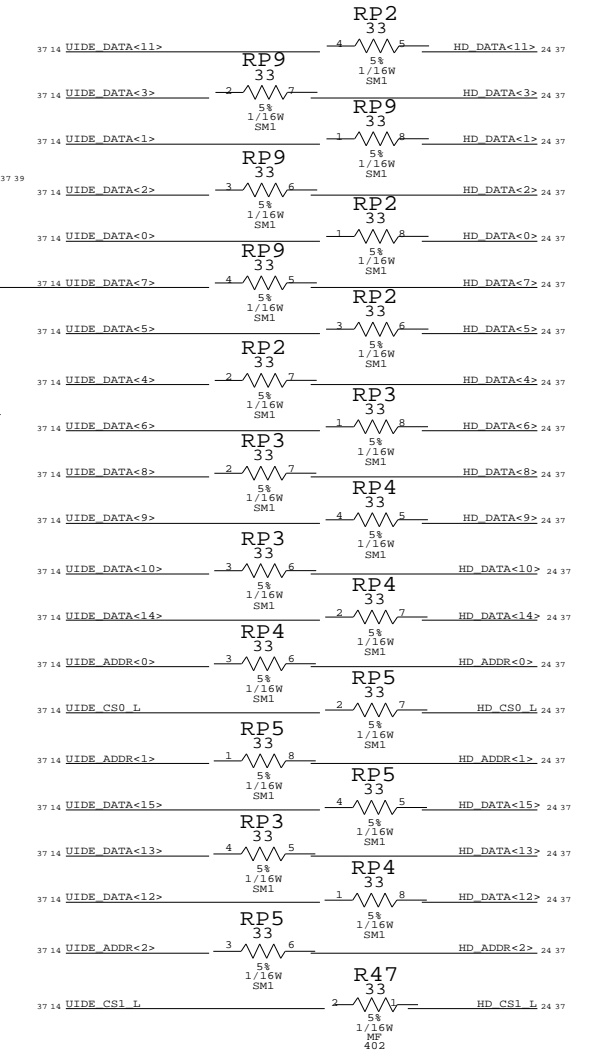 RP2
33
37 14 UIDE_DATA<11> 4 5 HD_DATA<11> 24 37
5%
1/16W
SM1
RP9
33
37 14 UIDE_DATA<3> 2 7 HD_DATA<3> 24 37
5%
1/16W
SM1
RP9
33
37 14 UIDE_DATA<1> 1 8 HD_DATA<1> 24 37
5%
1/16W
SM1
37 39
RP9
33
37 14 UIDE_DATA<2> 3 6 HD_DATA<2> 24 37
5%
1/16W
SM1
RP2
33
37 14 UIDE_DATA<0> 1 8 HD_DATA<0> 24 37
5%
1/16W
SM1
RP9
33
37 14 UIDE_DATA<7> 4 5 HD_DATA<7> 24 37
5%
1/16W
SM1
RP2
33
37 14 UIDE_DATA<5> 3 6 HD_DATA<5> 24 37
5%
1/16W
SM1
RP2
33
37 14 UIDE_DATA<4> 2 7 HD_DATA<4> 24 37
5%
1/16W
SM1
RP3
33
37 14 UIDE_DATA<6> 1 8 HD_DATA<6> 24 37
5%
1/16W
SM1
RP3
33
37 14 UIDE_DATA<8> 2 7 HD_DATA<8> 24 37
5%
1/16W
SM1
RP4
33
37 14 UIDE_DATA<9> 4 5 HD_DATA<9> 24 37
5%
1/16W
SM1
RP3
33
37 14 UIDE_DATA<10> 3 6 HD_DATA<10> 24 37
5%
1/16W
SM1
RP4
33
37 14 UIDE_DATA<14> 2 7 HD_DATA<14> 24 37
5%
1/16W
SM1
RP4
33
37 14 UIDE_ADDR<0> 3 6 HD_ADDR<0> 24 37
5%
1/16W
SM1
RP5
33
37 14 UIDE_CS0_L 2 7 HD_CS0_L 24 37
5%
1/16W
SM1
RP5
33
37 14 UIDE_ADDR<1> 1 8 HD_ADDR<1> 24 37
5%
1/16W
SM1
RP5
33
37 14 UIDE_DATA<15> 4 5 HD_DATA<15> 24 37
5%
1/16W
SM1
RP3
33
37 14 UIDE_DATA<13> 4 5 HD_DATA<13> 24 37
5%
1/16W
SM1
RP4
33
37 14 UIDE_DATA<12> 1 8 HD_DATA<12> 24 37
5%
1/16W
SM1
RP5
33
37 14 UIDE_ADDR<2> 3 6 HD_ADDR<2> 24 37
5%
1/16W
SM1
R47
33
37 14 UIDE_CS1_L 2 1 HD_CS1_L 24 37
5%
1/16W
MF
402